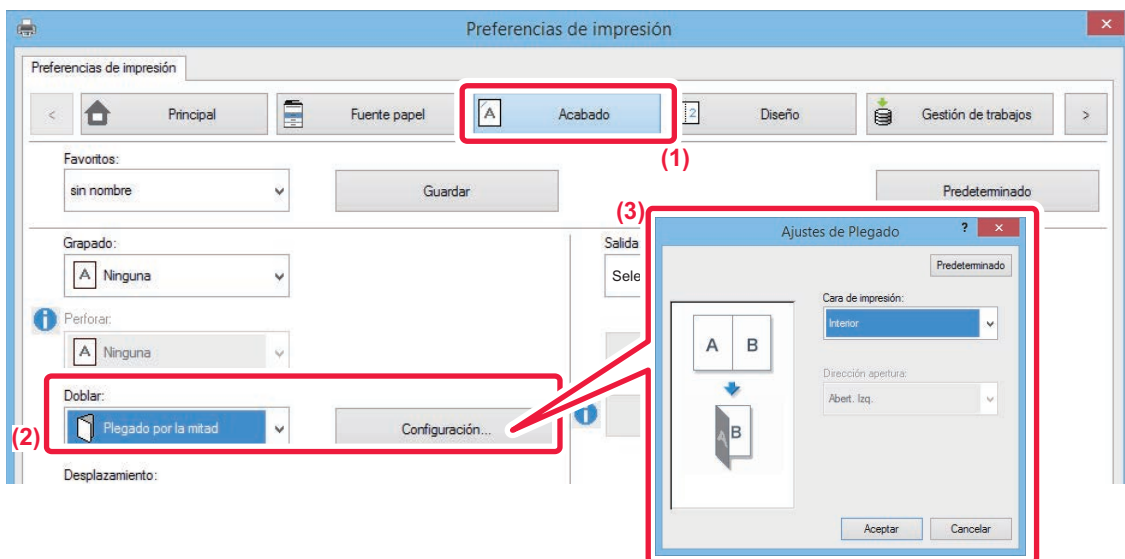 Preferencias de impresión
Preferencias de impresión
< Principal Fuente papel A Acabado 2 Diseño Gestión de trabajos >
(1)
Favoritos:
sin nombre Guardar Predeterminado
(3)
Grapado:
A Ninguna
Salida
Sele
Perforar:
A Ninguna
Doblar:
(2)
Plegado por la mitad Configuración...
Desplazamiento:
Ajustes de Plegado ?
Predeterminado
Cara de impresión:
Interior
A B
Dirección apertura:
Abert. Izq.
A B
Aceptar Cancelar